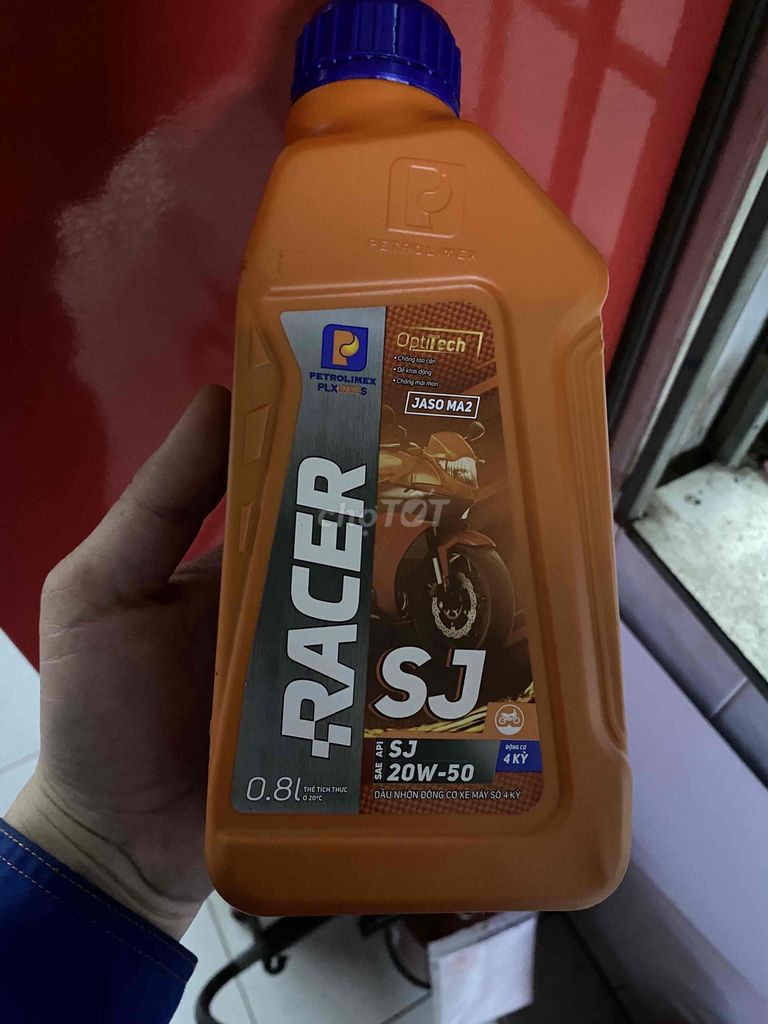 PETROLIMEX
PETROLIMEX
PLXLUBES
OptiTech
• Chống tạo cặn
• Dễ khởi động
• Chống mài mòn
JASO MA2
RACER
chợTỐT
SJ
API SJ
SAE 20W-50
ĐỘNG CƠ
4 KỲ
0.8l THỂ TÍCH THỰC
Ở 20°C
DẦU NHỜN ĐỘNG CƠ XE MÁY SỐ 4 KỲ